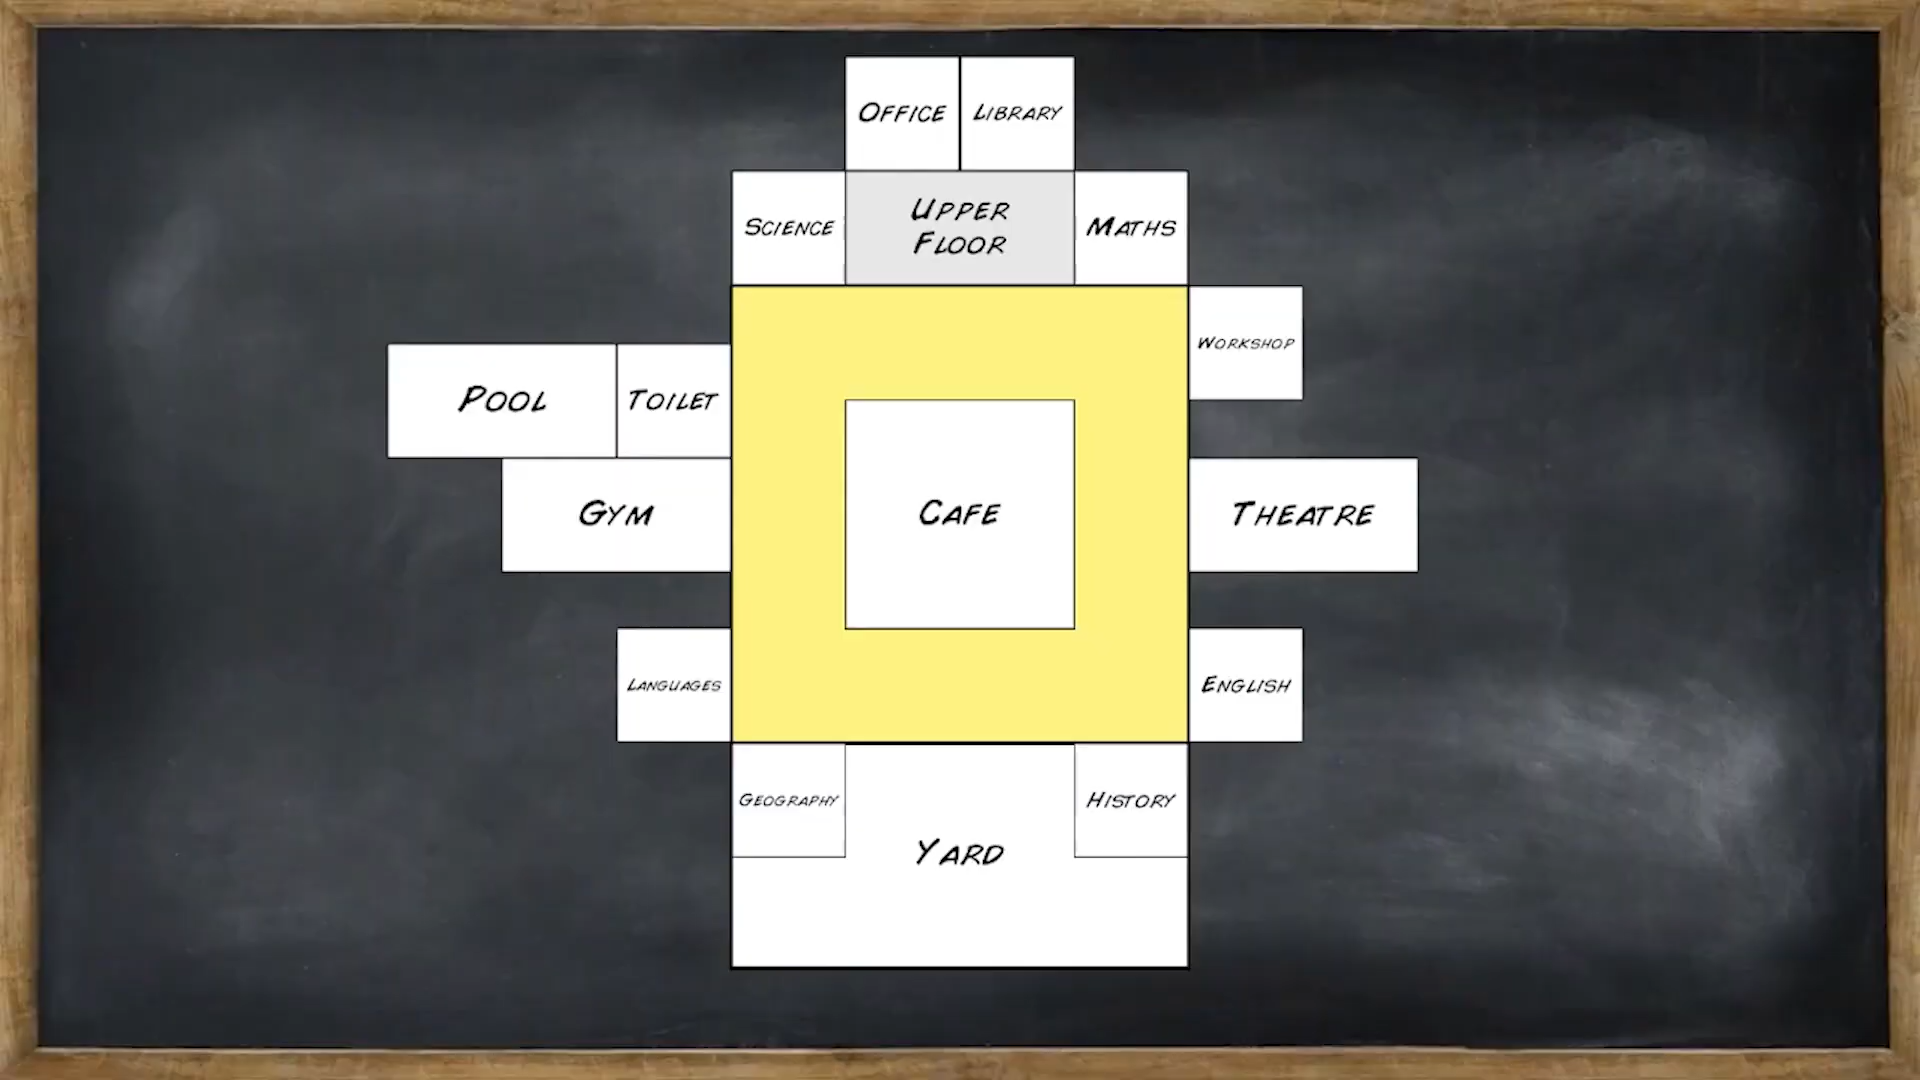 OFFICE
LIBRARY
SCIENCE
UPPER
FLOOR
MATHS
WORKSHOP
POOL
TOILET
GYM
CAFE
THEATRE
LANGUAGES
ENGLISH
GEOGRAPHY
HISTORY
YARD